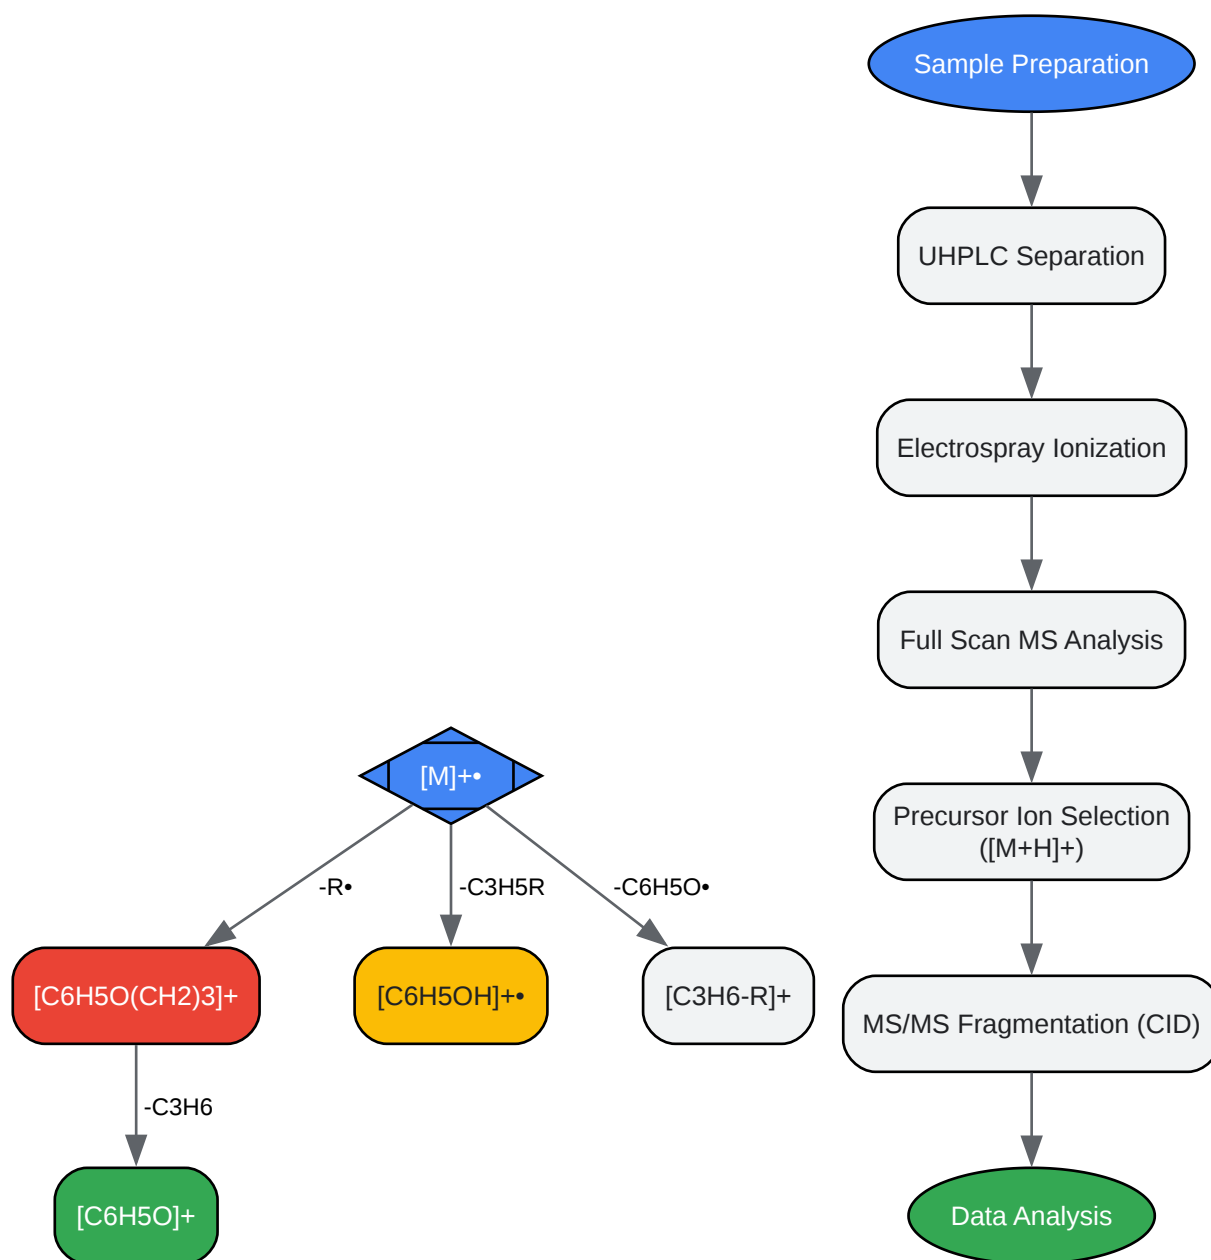 Sample Preparation
UHPLC Separation
Electrospray Ionization
Full Scan MS Analysis
Precursor Ion Selection
([M+H]+)
MS/MS Fragmentation (CID)
Data Analysis
[M]+•
-R•
-C3H5R
-C6H5O•
[C6H5O(CH2)3]+
[C6H5OH]+•
[C3H6-R]+
-C3H6
[C6H5O]+